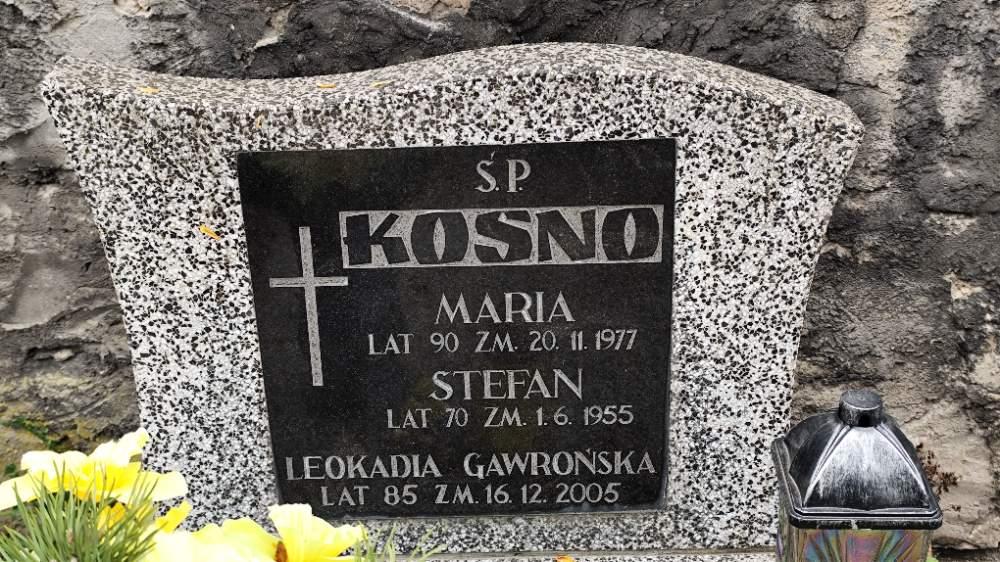 Ś.P.
KOSNO
MARIA
LAT 90 ZM. 20. 11. 1977
STEFAN
LAT 70 ZM. 1. 6. 1955
LEOKADIA GAWROŃSKA
LAT 85 ZM. 16. 12. 2005